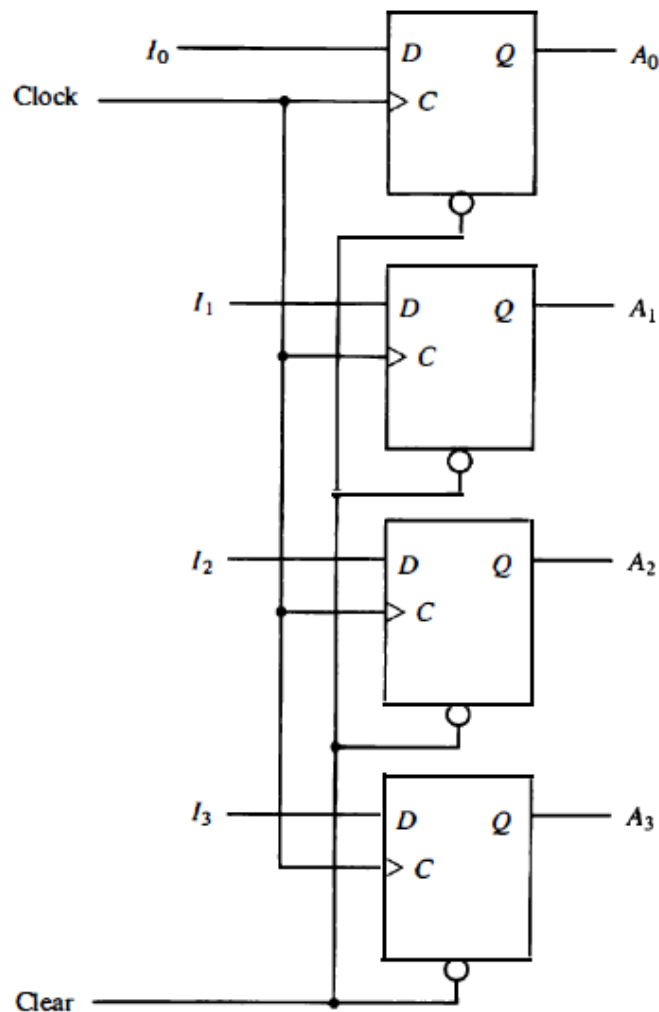 I₀ D Q A₀
Clock C
I₁ D Q A₁
C
I₂ D Q A₂
C
I₃ D Q A₃
C
Clear